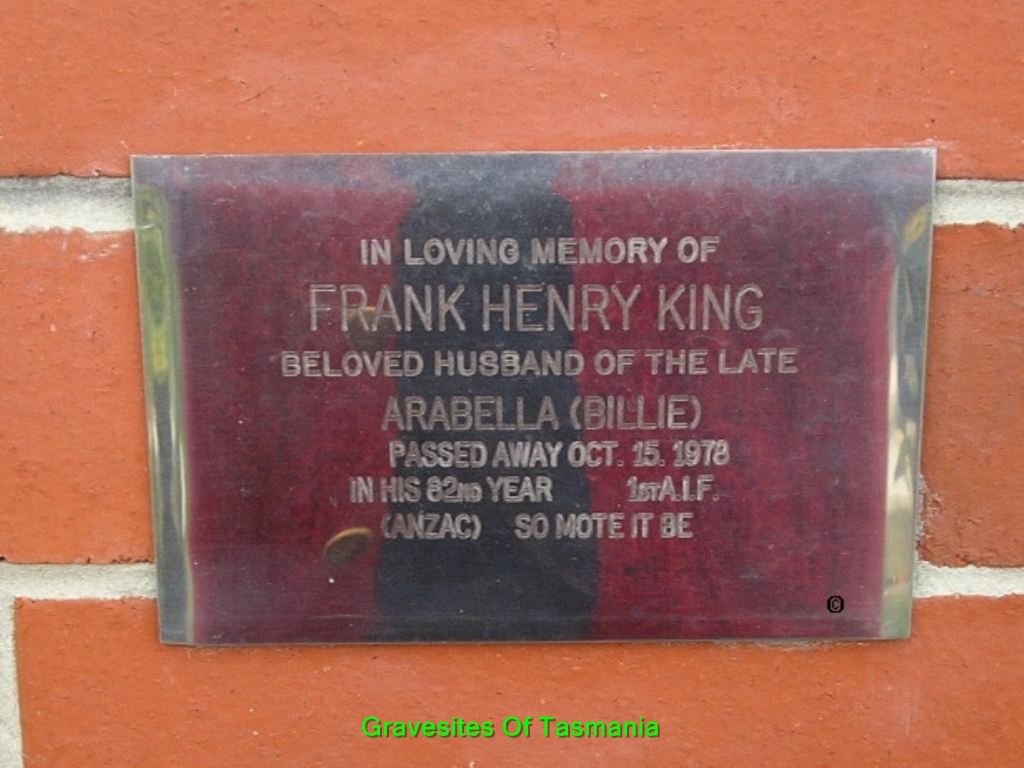 IN LOVING MEMORY OF
FRANK HENRY KING
BELOVED HUSBAND OF THE LATE
ARABELLA (BILLIE)
PASSED AWAY OCT. 15. 1978
IN HIS 82ND YEAR 1ST A.I.F.
(ANZAC) SO MOTE IT BE
©
Gravesites Of Tasmania